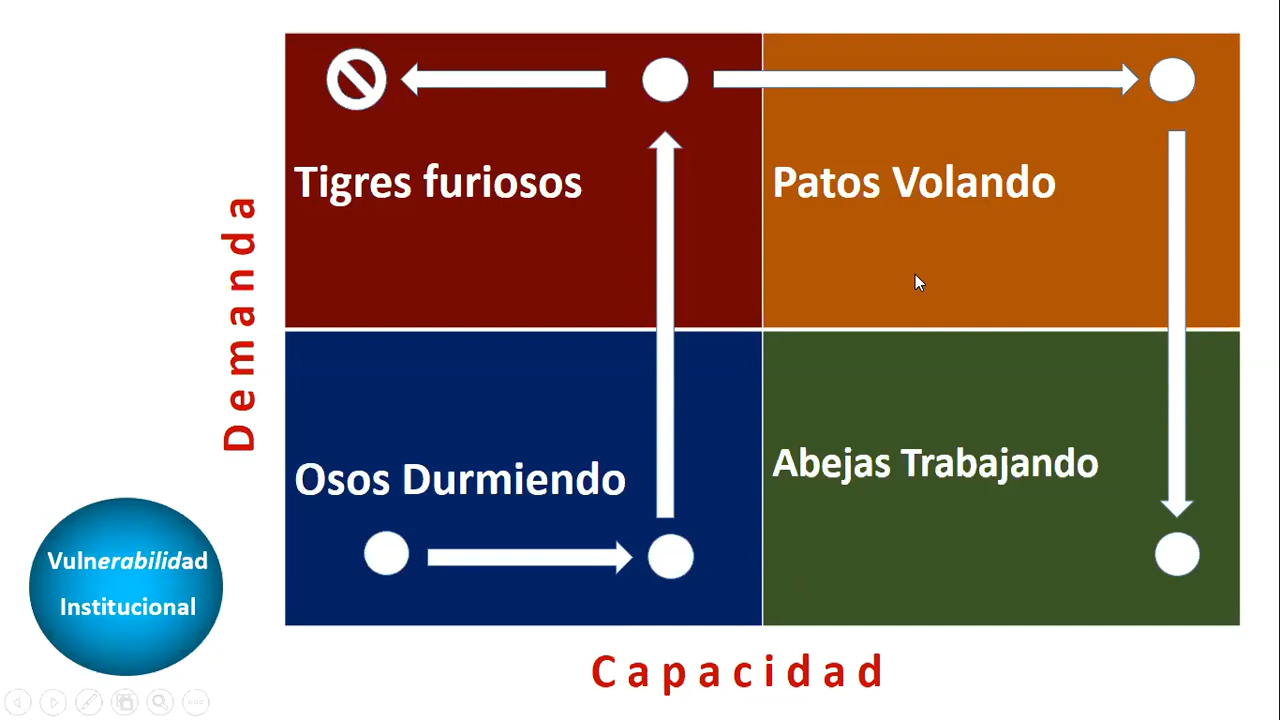 Tigres furiosos
Patos Volando
Demanda
Osos Durmiendo
Abejas Trabajando
Vulnerabilidad
Institucional
Capacidad